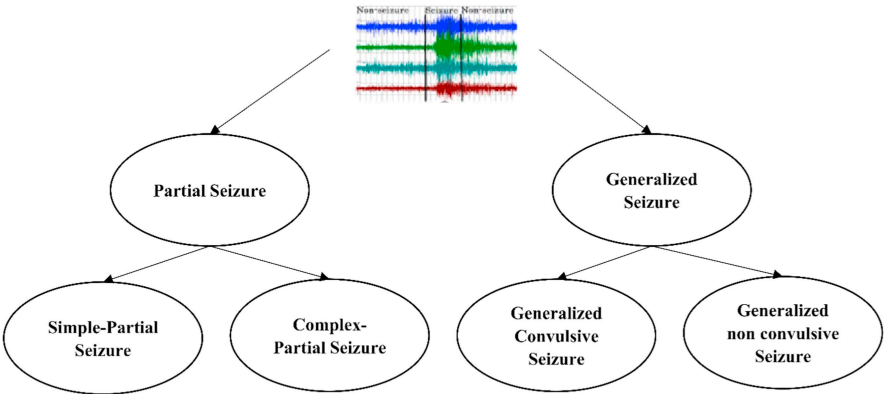 Non-seizure Seizure Non-seizure
Partial Seizure
Generalized
Seizure
Simple-Partial
Seizure
Complex-
Partial Seizure
Generalized
Convulsive
Seizure
Generalized
non convulsive
Seizure